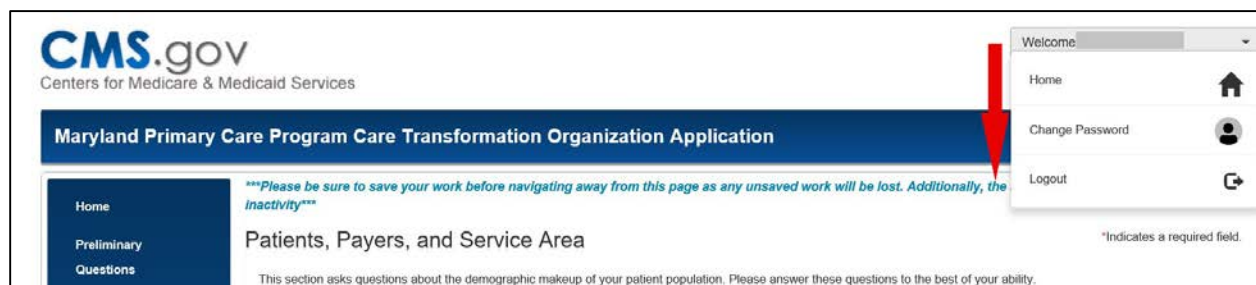 CMS.gov
Centers for Medicare & Medicaid Services
Welcome
Home
Change Password
Logout
Maryland Primary Care Program Care Transformation Organization Application
Home
Preliminary
Questions
***Please be sure to save your work before navigating away from this page as any unsaved work will be lost. Additionally, the
inactivity***
Patients, Payers, and Service Area
*Indicates a required field.
This section asks questions about the demographic makeup of your patient population. Please answer these questions to the best of your ability.